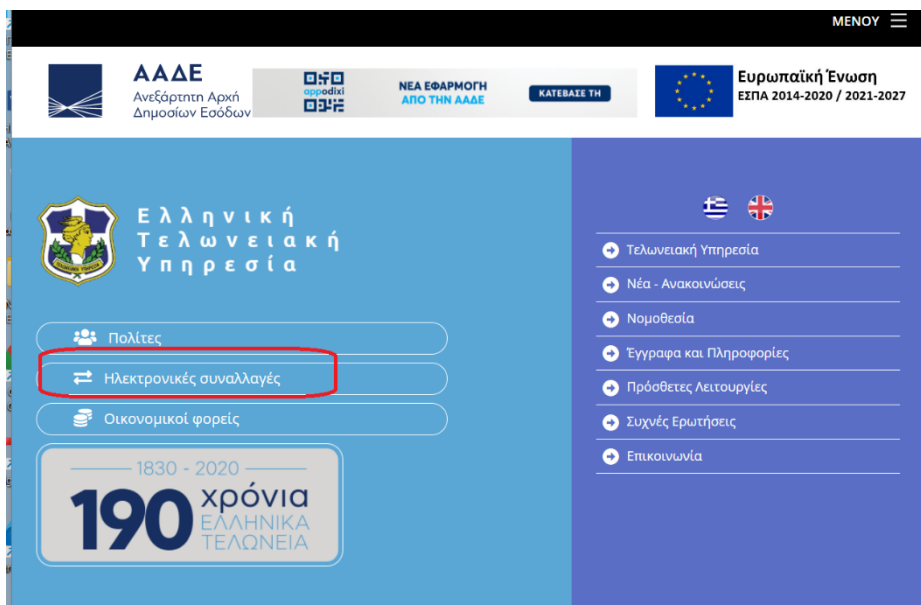 ΜΕΝΟΥ
ΑΑΔΕ
Ανεξάρτητη Αρχή
Δημοσίων Εσόδων
appodixi
ΝΕΑ ΕΦΑΡΜΟΓΗ
ΑΠΟ ΤΗΝ ΑΑΔΕ
ΚΑΤΕΒΑΣΕ ΤΗ
Ευρωπαϊκή Ένωση
ΕΣΠΑ 2014-2020 / 2021-2027
Ελληνική
Τελωνειακή
Υπηρεσία
Πολίτες
Ηλεκτρονικές συναλλαγές
Οικονομικοί φορείς
1830 - 2020
190 χρόνια
ΕΛΛΗΝΙΚΑ
ΤΕΛΩΝΕΙΑ
Τελωνειακή Υπηρεσία
Νέα - Ανακοινώσεις
Νομοθεσία
Έγγραφα και Πληροφορίες
Πρόσθετες Λειτουργίες
Συχνές Ερωτήσεις
Επικοινωνία